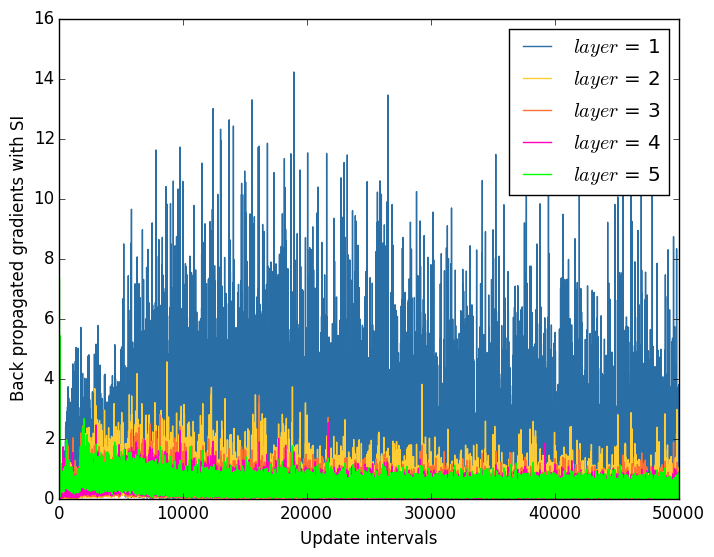 16
14
12
10
8
6
4
2
0
Back propagated gradients with SI
layer = 1
layer = 2
layer = 3
layer = 4
layer = 5
0 10000 20000 30000 40000 50000
Update intervals